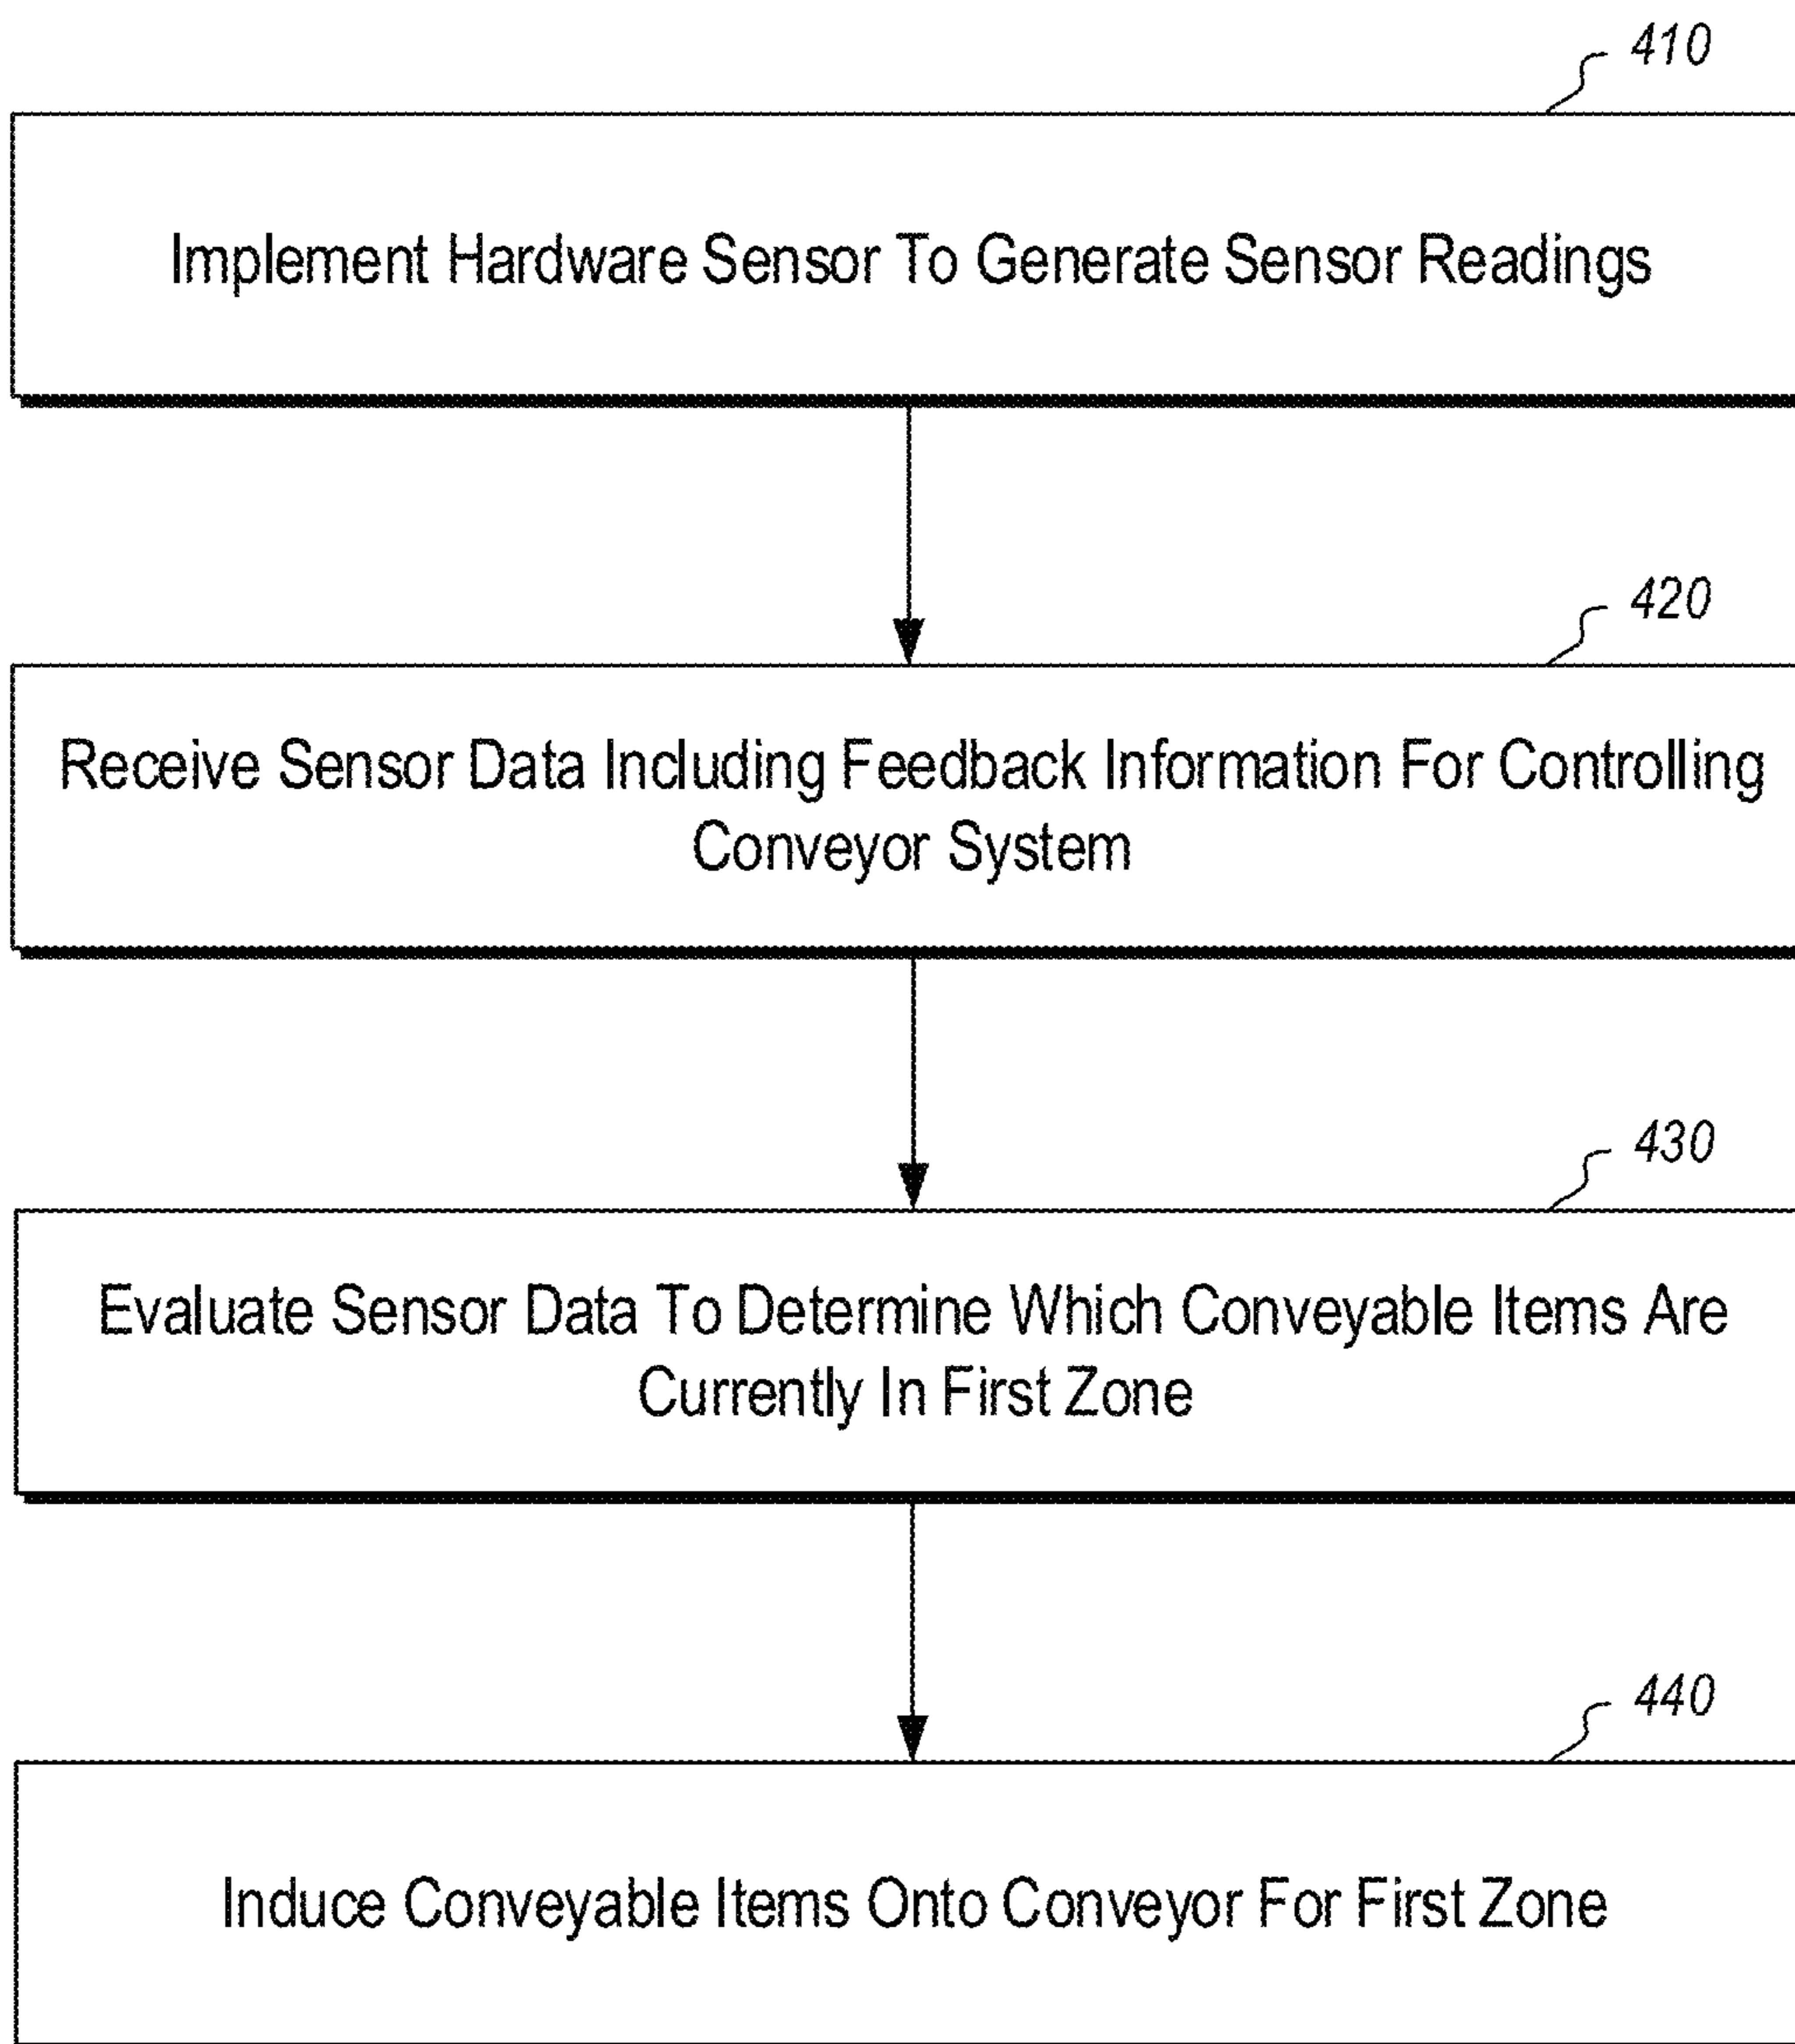 410
Implement Hardware Sensor To Generate Sensor Readings
420
Receive Sensor Data Including Feedback Information For Controlling
Conveyor System
430
Evaluate Sensor Data To Determine Which Conveyable Items Are
Currently In First Zone
440
Induce Conveyable Items Onto Conveyor For First Zone